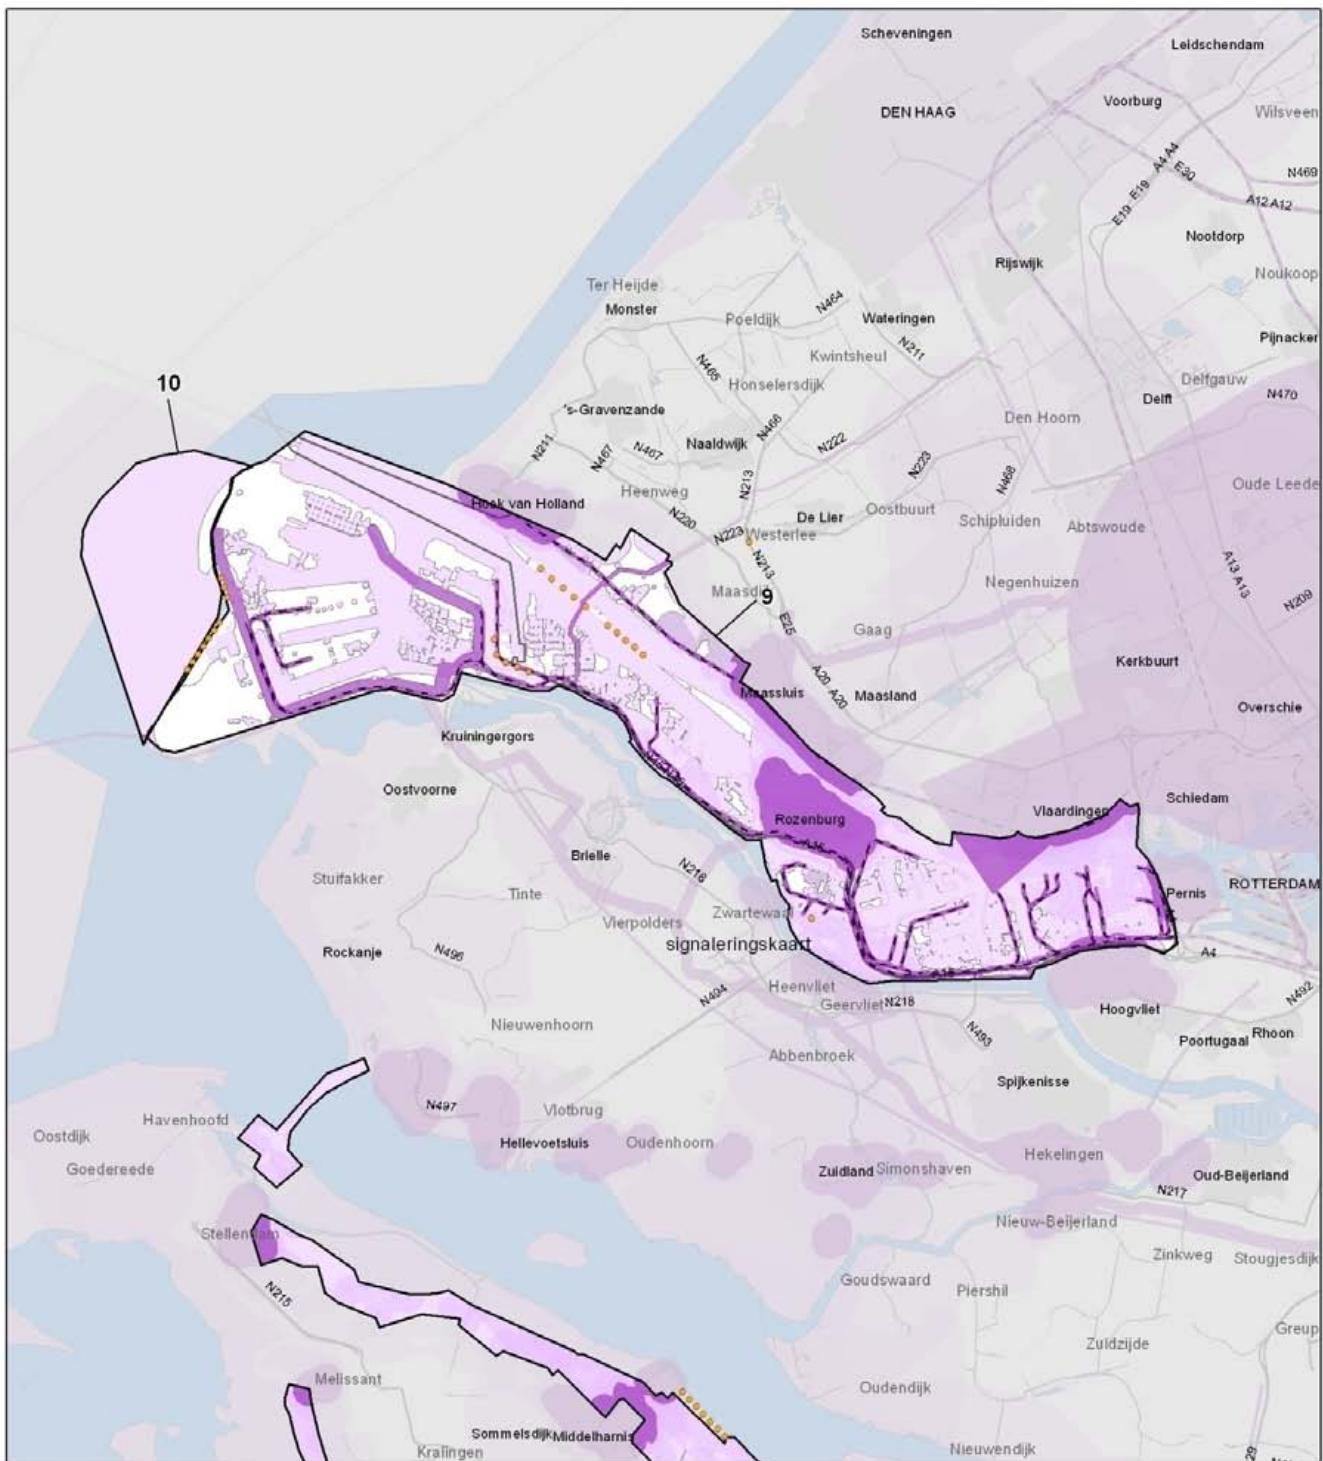 Scheveningen
Leidschendam
Voorburg
DEN HAAG
Wilsveen
A4 A4
E30
N469
E19
E19
A12 A12
Nootdorp
Rijswijk
Noukoop
Ter Heijde
Monster
Poeldijk
N464
Wateringen
N211
Pijnacker
Kwintsheul
N465
Honselersdijk
Delfgauw
10
's-Gravenzande
Delft
N470
Den Hoorn
N466
N211
N467
N467
Naaldwijk
N222
N223
N468
Heenweg
N213
Oude Leede
Hoek van Holland
N220
De Lier
Oostbuurt
Schipluiden
Abtswoude
N223
Westerlee
N213
A13 A13
Negenhuizen
Maasdijk
9
N209
E25
Gaag
Kerkbuurt
A20 A20
Maassluis
Maasland
Overschie
Kruiningergors
Oostvoorne
Schiedam
Vlaardingen
Rozenburg
A15
Brielle
N218
Stuifakker
Tinte
Pernis
ROTTERDAM
Zwartewaal
Vierpolders
signaleringskaart
Rockanje
N496
A4
A15
Heenvliet
N494
Geervliet
N218
N492
Hoogvliet
Nieuwenhoorn
N493
Poortugaal
Rhoon
Abbenbroek
Spijkenisse
N497
Vlotbrug
Havenhoofd
Oostdijk
Hellevoetsluis
Oudenhoorn
Hekelingen
Goedereede
Zuidland
Simonshaven
Oud-Beijerland
N217
Nieuw-Beijerland
Stellendam
Zinkweg
Stougjesdijk
Goudswaard
Piershil
N215
Greup
Zuidzijde
Melissant
Oudendijk
Sommelsdijk
Middelharnis
Kralingen
Nieuwendijk